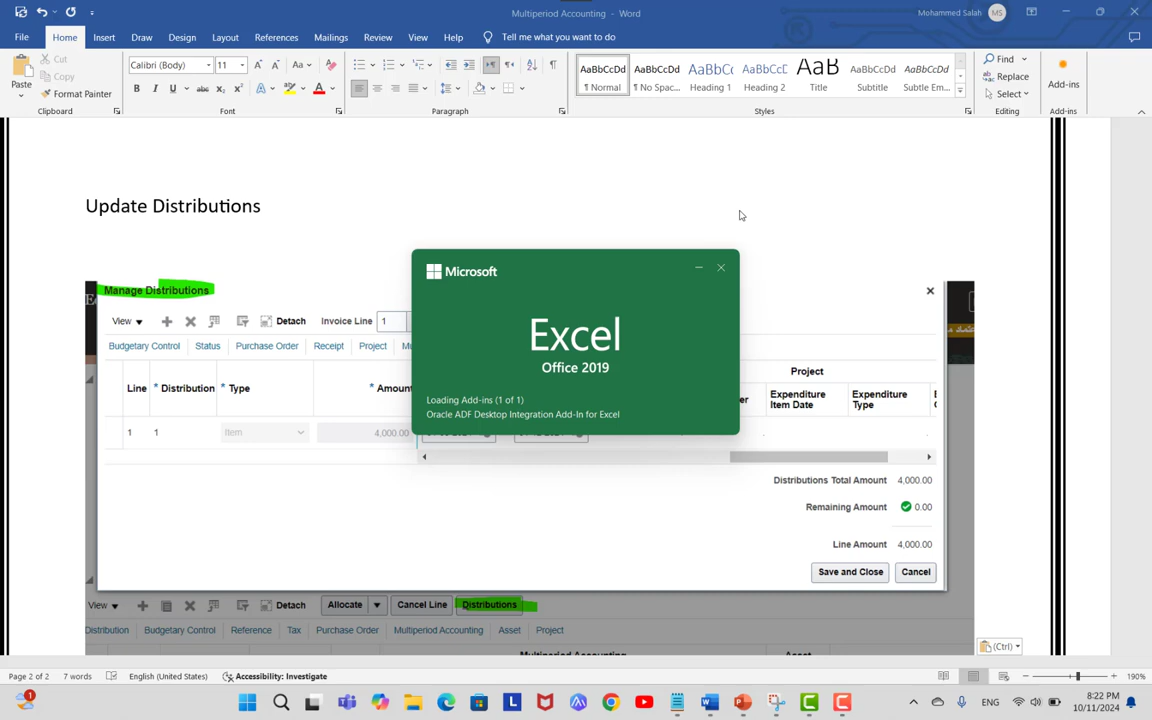 Multiperiod Accounting - Word
Mohammed Salah MS
File Home Insert Draw Design Layout References Mailings Review View Help Tell me what you want to do
Paste Cut Copy Format Painter
Calibri (Body) 11
AaBbCcDd AaBbCcDd AaBbCc AaBbCcD AaB AaBbCcDd AaBbCcDd
¶ Normal ¶ No Spac... Heading 1 Heading 2 Title Subtitle Subtle Em...
Find Replace Select
Add-ins
Clipboard Font Paragraph Styles Editing Add-ins
Update Distributions
Manage Distributions
View Detach Invoice Line 1
Budgetary Control Status Purchase Order Receipt Project
Project
Line * Distribution * Type * Amount
Expenditure Item Date Expenditure Type
1 1 Item 4,000.00
Microsoft
Excel
Office 2019
Loading Add-ins (1 of 1)
Oracle ADF Desktop Integration Add-In for Excel
Distributions Total Amount 4,000.00
Remaining Amount 0.00
Line Amount 4,000.00
Save and Close Cancel
View Detach Allocate Cancel Line Distributions
Distribution Budgetary Control Reference Tax Purchase Order Multiperiod Accounting Asset Project
(Ctrl)
Page 2 of 2 7 words English (United States) Accessibility: Investigate 190%
1
ENG
8:22 PM
10/11/2024